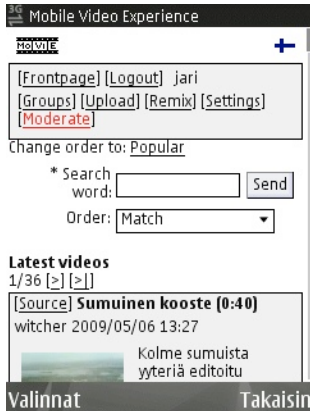 3G
Mobile Video Experience
MoViE
[Frontpage] [Logout] jari
[Groups] [Upload] [Remix] [Settings]
[Moderate]
Change order to: Popular
* Search
word:
Send
Order: Match
Latest videos
1/36 [>] [>|]
[Source] Sumuinen kooste (0:40)
witcher 2009/05/06 13:27
Kolme sumuista
yyteriä editoitu
Valinnat Takaisin